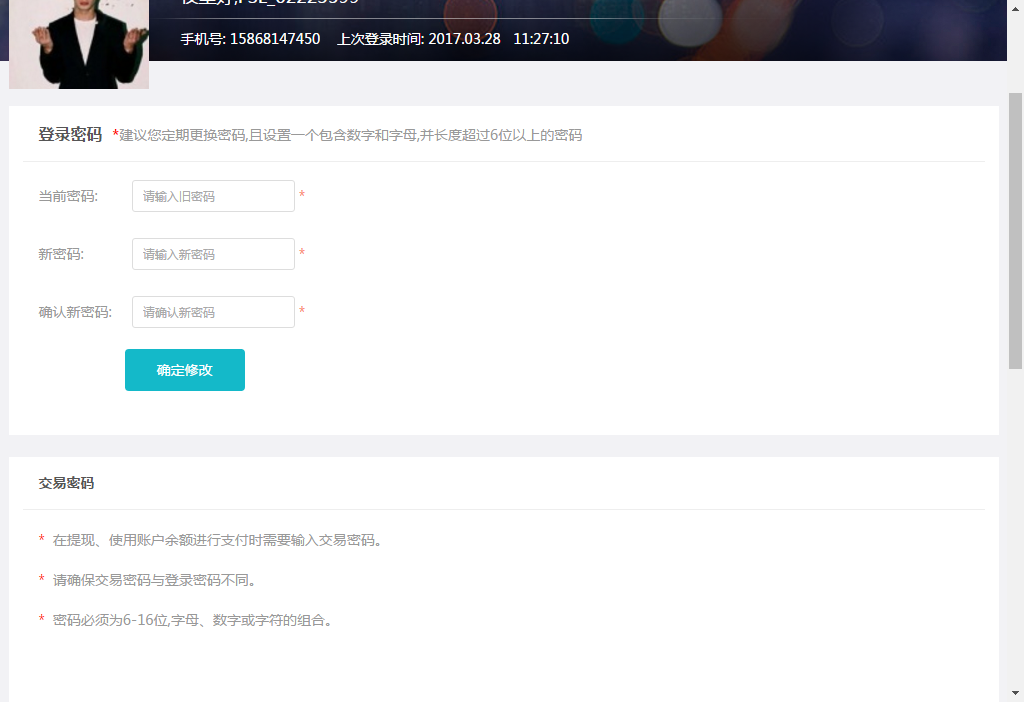 手机号: 15868147450 上次登录时间: 2017.03.28 11:27:10
登录密码 *建议您定期更换密码,且设置一个包含数字和字母,并长度超过6位以上的密码
当前密码: 请输入旧密码 *
新密码: 请输入新密码 *
确认新密码: 请确认新密码 *
确定修改
交易密码
* 在提现、使用账户余额进行支付时需要输入交易密码。
* 请确保交易密码与登录密码不同。
* 密码必须为6-16位,字母、数字或字符的组合。